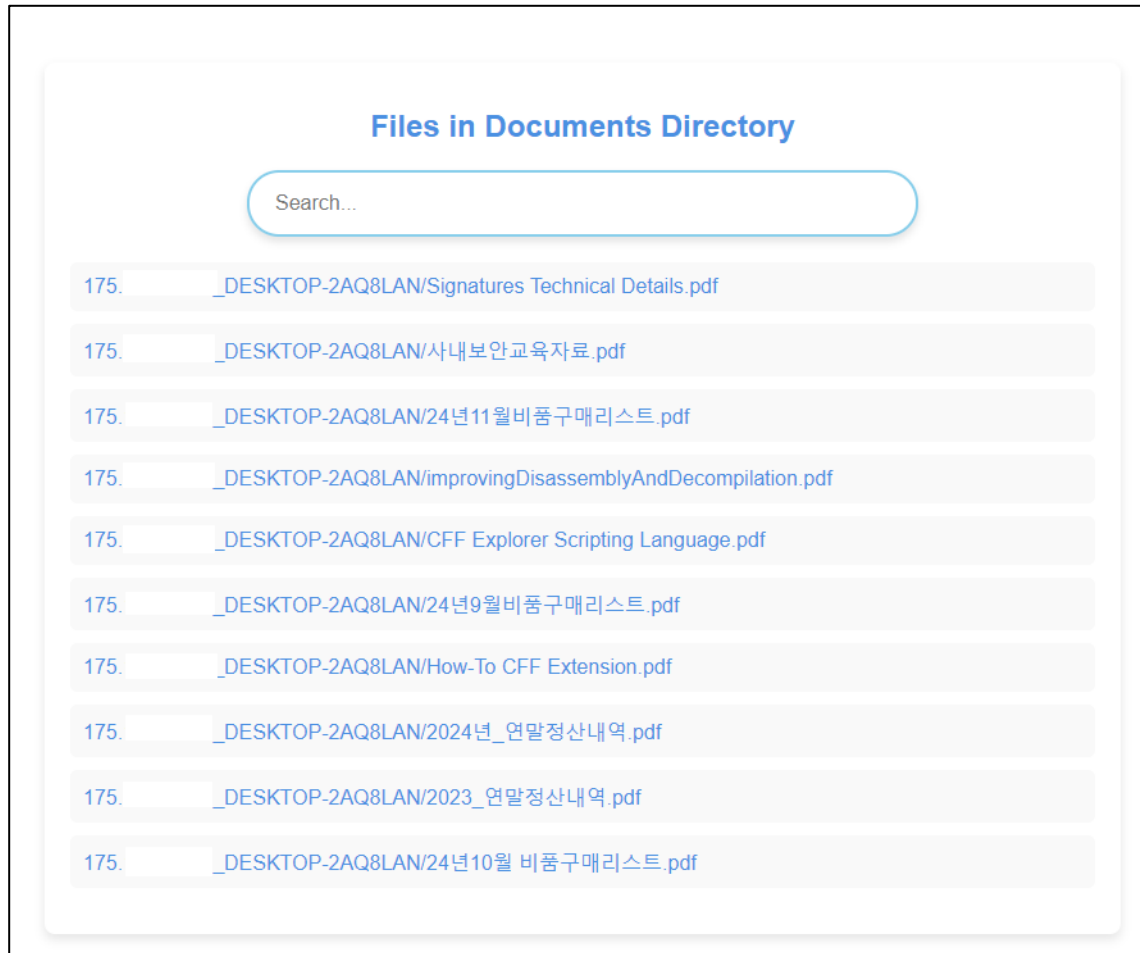 Files in Documents Directory
Search...
175. _DESKTOP-2AQ8LAN/Signatures Technical Details.pdf
175. _DESKTOP-2AQ8LAN/사내보안교육자료.pdf
175. _DESKTOP-2AQ8LAN/24년11월비품구매리스트.pdf
175. _DESKTOP-2AQ8LAN/improvingDisassemblyAndDecompilation.pdf
175. _DESKTOP-2AQ8LAN/CFF Explorer Scripting Language.pdf
175. _DESKTOP-2AQ8LAN/24년9월비품구매리스트.pdf
175. _DESKTOP-2AQ8LAN/How-To CFF Extension.pdf
175. _DESKTOP-2AQ8LAN/2024년_연말정산내역.pdf
175. _DESKTOP-2AQ8LAN/2023_연말정산내역.pdf
175. _DESKTOP-2AQ8LAN/24년10월 비품구매리스트.pdf